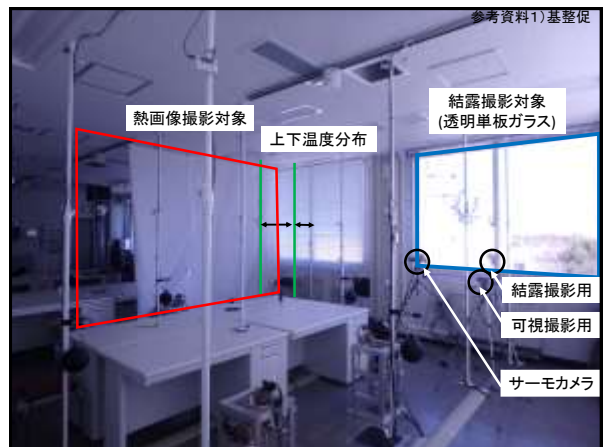 参考資料1)基整促
熱画像撮影対象
上下温度分布
結露撮影対象
(透明単板ガラス)
結露撮影用
可視撮影用
サーモカメラ